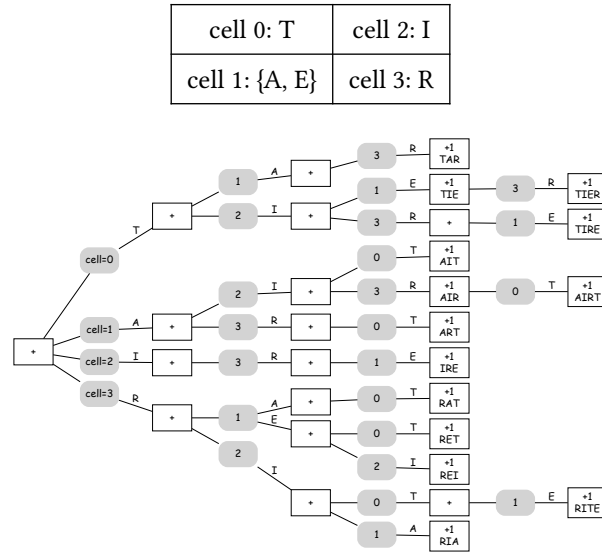 cell 0: T cell 2: I
cell 1: {A, E} cell 3: R
3 R +1
TAR
1 A +
1 E +1
TIE
3 R +1
TIER
+ 2 I +
3 R + 1 E +1
TIRE
T
cell=0
0 T +1
AIT
2 I +
3 R +1
AIR
0 T +1
AIRT
cell=1 A + 3 R + 0 T +1
ART
+
cell=2 I + 3 R + 1 E +1
IRE
cell=3 R
0 T +1
RAT
+ 1 A +
E + 0 T +1
RET
2 I +1
REI
2 I
+ 0 T + 1 E +1
RITE
1 A +1
RIA